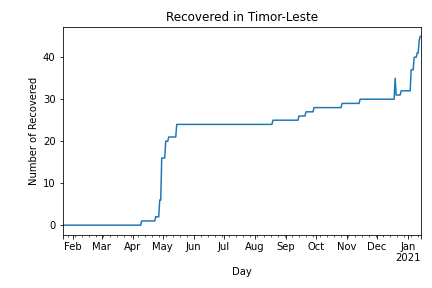 Recovered in Timor-Leste
40
30
20
10
0
Number of Recovered
Feb Mar Apr May Jun Jul Aug Sep Oct Nov Dec Jan
2021
Day